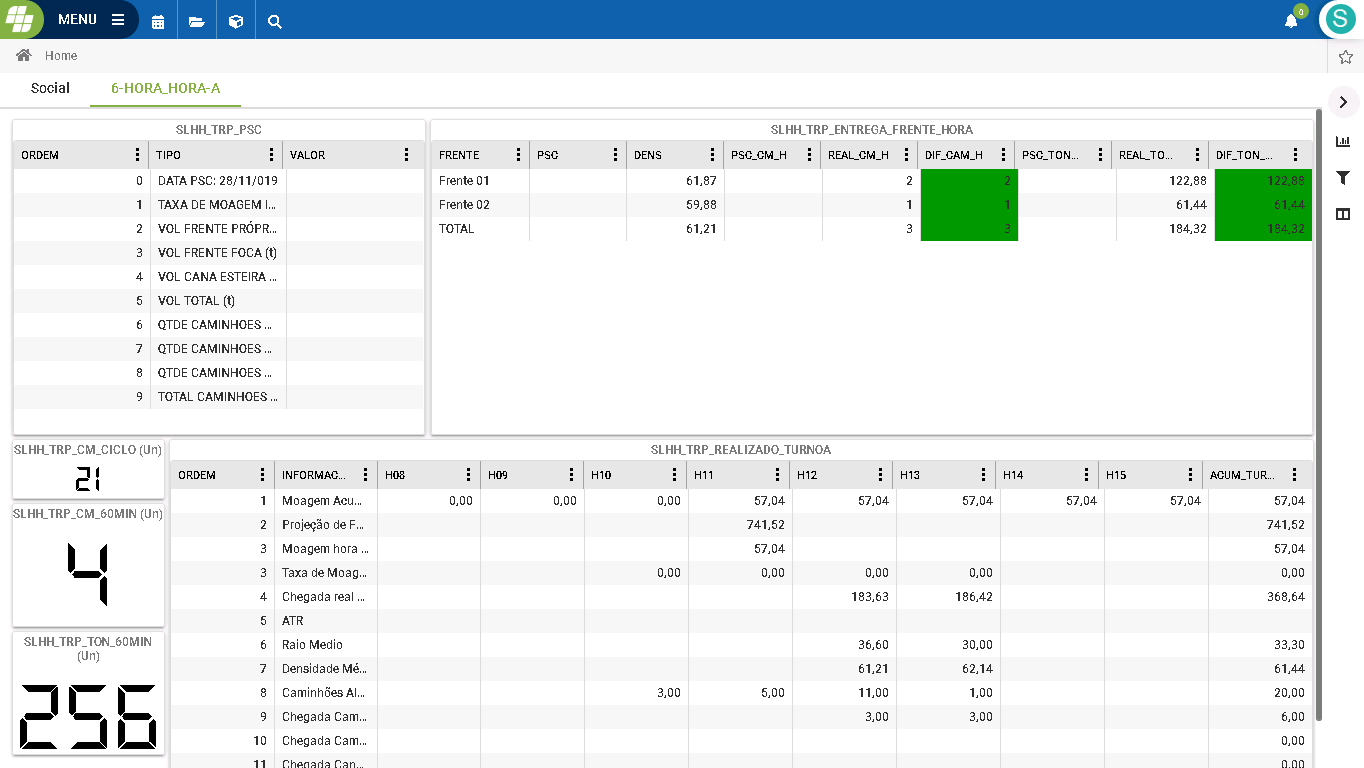 MENU
0
S
Home
Social 6-HORA_HORA-A
SLHH_TRP_PSC
ORDEM TIPO VALOR
0 DATA PSC: 28/11/019
1 TAXA DE MOAGEM I...
2 VOL FRENTE PRÓPR...
3 VOL FRENTE FOCA (t)
4 VOL CANA ESTEIRA ...
5 VOL TOTAL (t)
6 QTDE CAMINHOES ...
7 QTDE CAMINHOES ...
8 QTDE CAMINHOES ...
9 TOTAL CAMINHOES ...
SLHH_TRP_ENTREGA_FRENTE_HORA
FRENTE PSC DENS PSC_CM_H REAL_CM_H DIF_CAM_H PSC_TON... REAL_TO... DIF_TON_...
Frente 01 61,87 2 2 122,88 122,88
Frente 02 59,88 1 1 61,44 61,44
TOTAL 61,21 3 3 184,32 184,32
SLHH_TRP_CM_CICLO (Un)
21
SLHH_TRP_CM_60MIN (Un)
4
SLHH_TRP_TON_60MIN
(Un)
256
SLHH_TRP_REALIZADO_TURNOA
ORDEM INFORMAC... H08 H09 H10 H11 H12 H13 H14 H15 ACUM_TUR...
1 Moagem Acu... 0,00 0,00 0,00 57,04 57,04 57,04 57,04 57,04 57,04
2 Projeção de F... 741,52 741,52
3 Moagem hora ... 57,04 57,04
3 Taxa de Moag... 0,00 0,00 0,00 0,00 0,00
4 Chegada real ... 183,63 186,42 368,64
5 ATR
6 Raio Medio 36,60 30,00 33,30
7 Densidade Mé... 61,21 62,14 61,44
8 Caminhões Al... 3,00 5,00 11,00 1,00 20,00
9 Chegada Cam... 3,00 3,00 6,00
10 Chegada Cam... 0,00
11 Chegada Can... 0,00